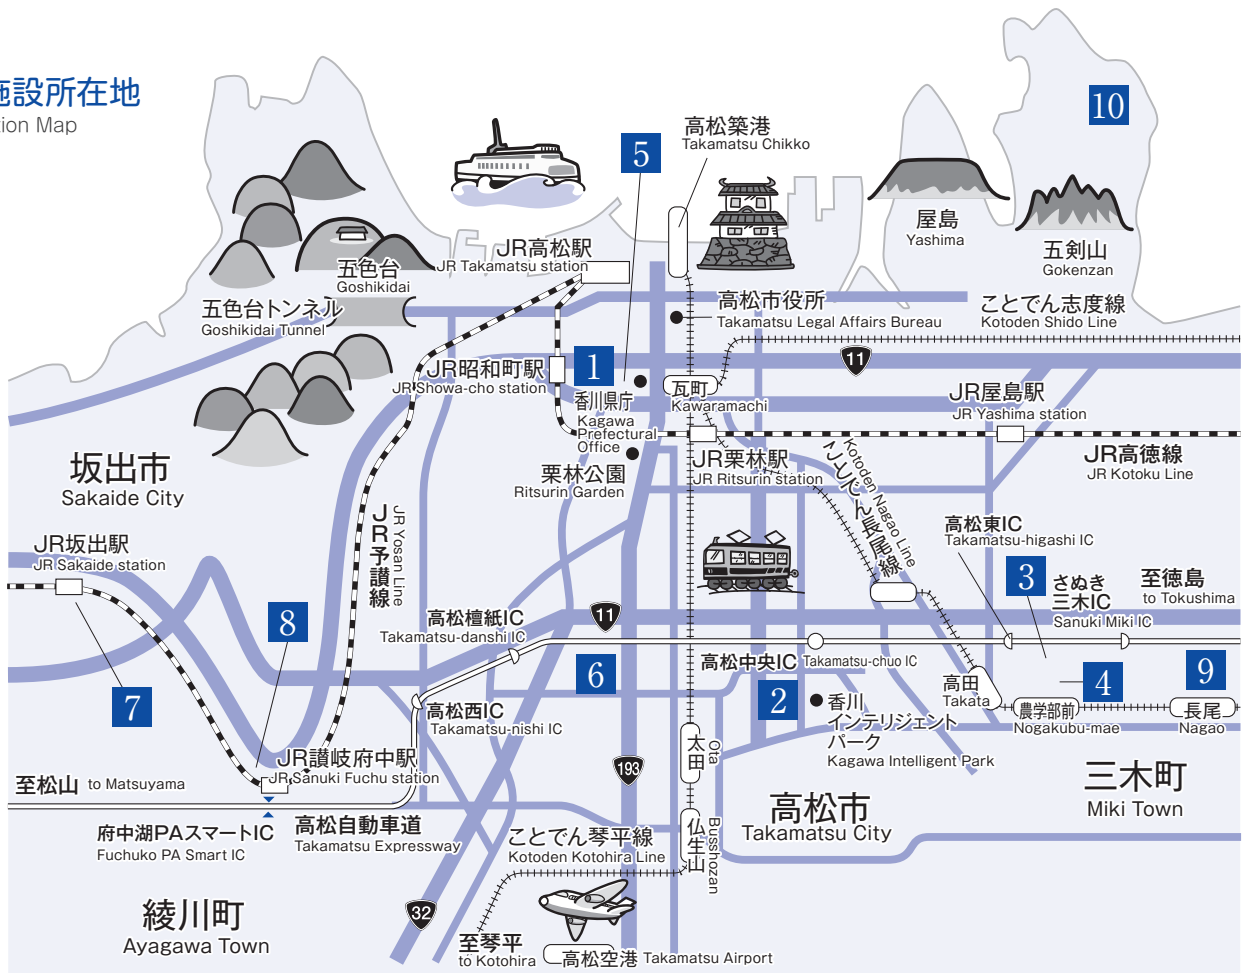 施設所在地
tion Map
10
5
高松築港
Takamatsu Chikko
屋島
Yashima
五剣山
Gokenzan
JR高松駅
JR Takamatsu station
五色台
Goshikidai
五色台トンネル
Goshikidai Tunnel
高松市役所
Takamatsu Legal Affairs Bureau
ことでん志度線
Kotoden Shido Line
11
JR昭和町駅
JR Showa-cho station
1
香川県庁
Kagawa
Prefectural
Office
瓦町
Kawaramachi
JR屋島駅
JR Yashima station
坂出市
Sakaide City
栗林公園
Ritsurin Garden
JR栗林駅
JR Ritsurin station
ことでん長尾線
Kotoden Nagao Line
JR高徳線
JR Kotoku Line
JR予讃線
JR Yosan Line
JR坂出駅
JR Sakaide station
高松東IC
Takamatsu-higashi IC
3
さぬき
三木IC
Sanuki Miki IC
至徳島
to Tokushima
8
高松檀紙IC
Takamatsu-danshi IC
11
6
高松中央IC
Takamatsu-chuo IC
7
高松西IC
Takamatsu-nishi IC
2
香川
インテリジェント
パーク
Kagawa Intelligent Park
高田
Takata
4
農学部前
Nogakubu-mae
9
長尾
Nagao
太田
Ota
JR讃岐府中駅
JR Sanuki Fuchu station
至松山
to Matsuyama
193
三木町
Miki Town
府中湖PAスマートIC
Fuchuko PA Smart IC
高松自動車道
Takamatsu Expressway
ことでん琴平線
Kotoden Kotohira Line
仏生山
Busshozan
高松市
Takamatsu City
綾川町
Ayagawa Town
32
至琴平
to Kotohira
高松空港
Takamatsu Airport